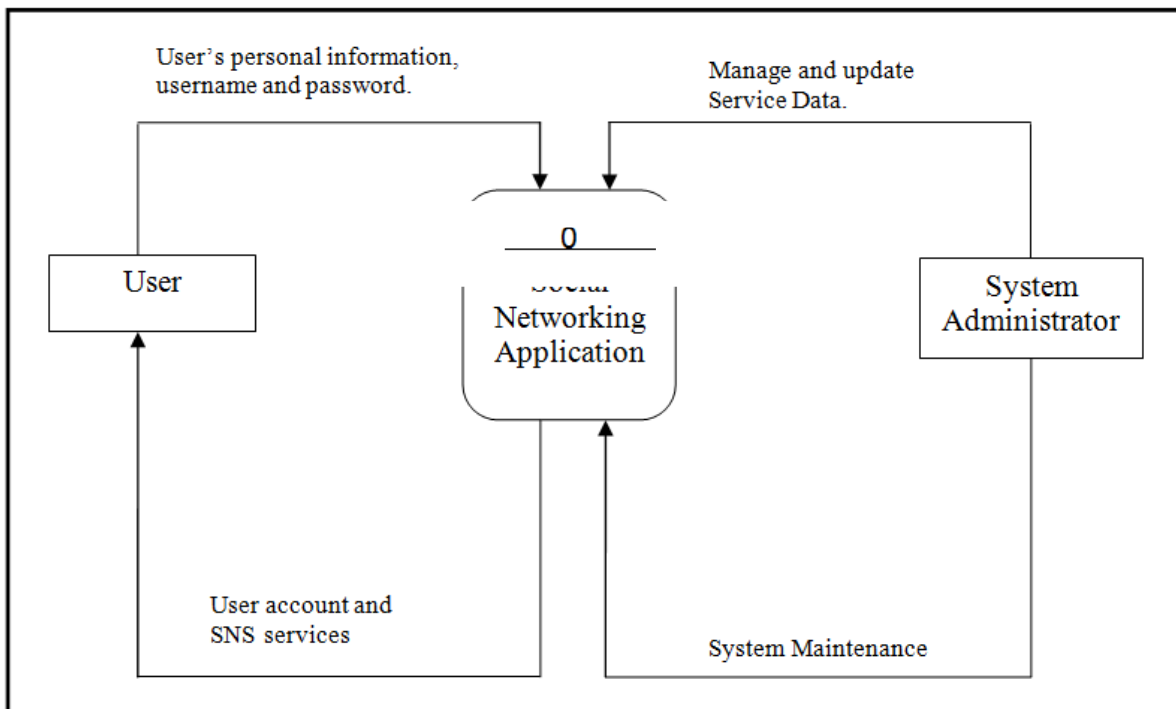 User’s personal information,
username and password.
Manage and update
Service Data.
0
User
Social
Networking
Application
System
Administrator
User account and
SNS services
System Maintenance